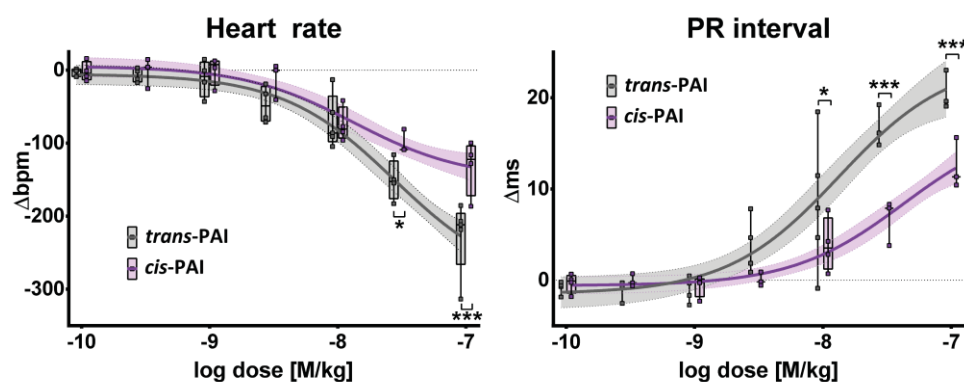 Heart rate
0
-100
-200
-300
Δbpm
trans-PAI
cis-PAI
*
***
-10
-9
-8
-7
log dose [M/kg]
PR interval
20
10
0
Δms
trans-PAI
cis-PAI
*
***
***
-10
-9
-8
-7
log dose [M/kg]